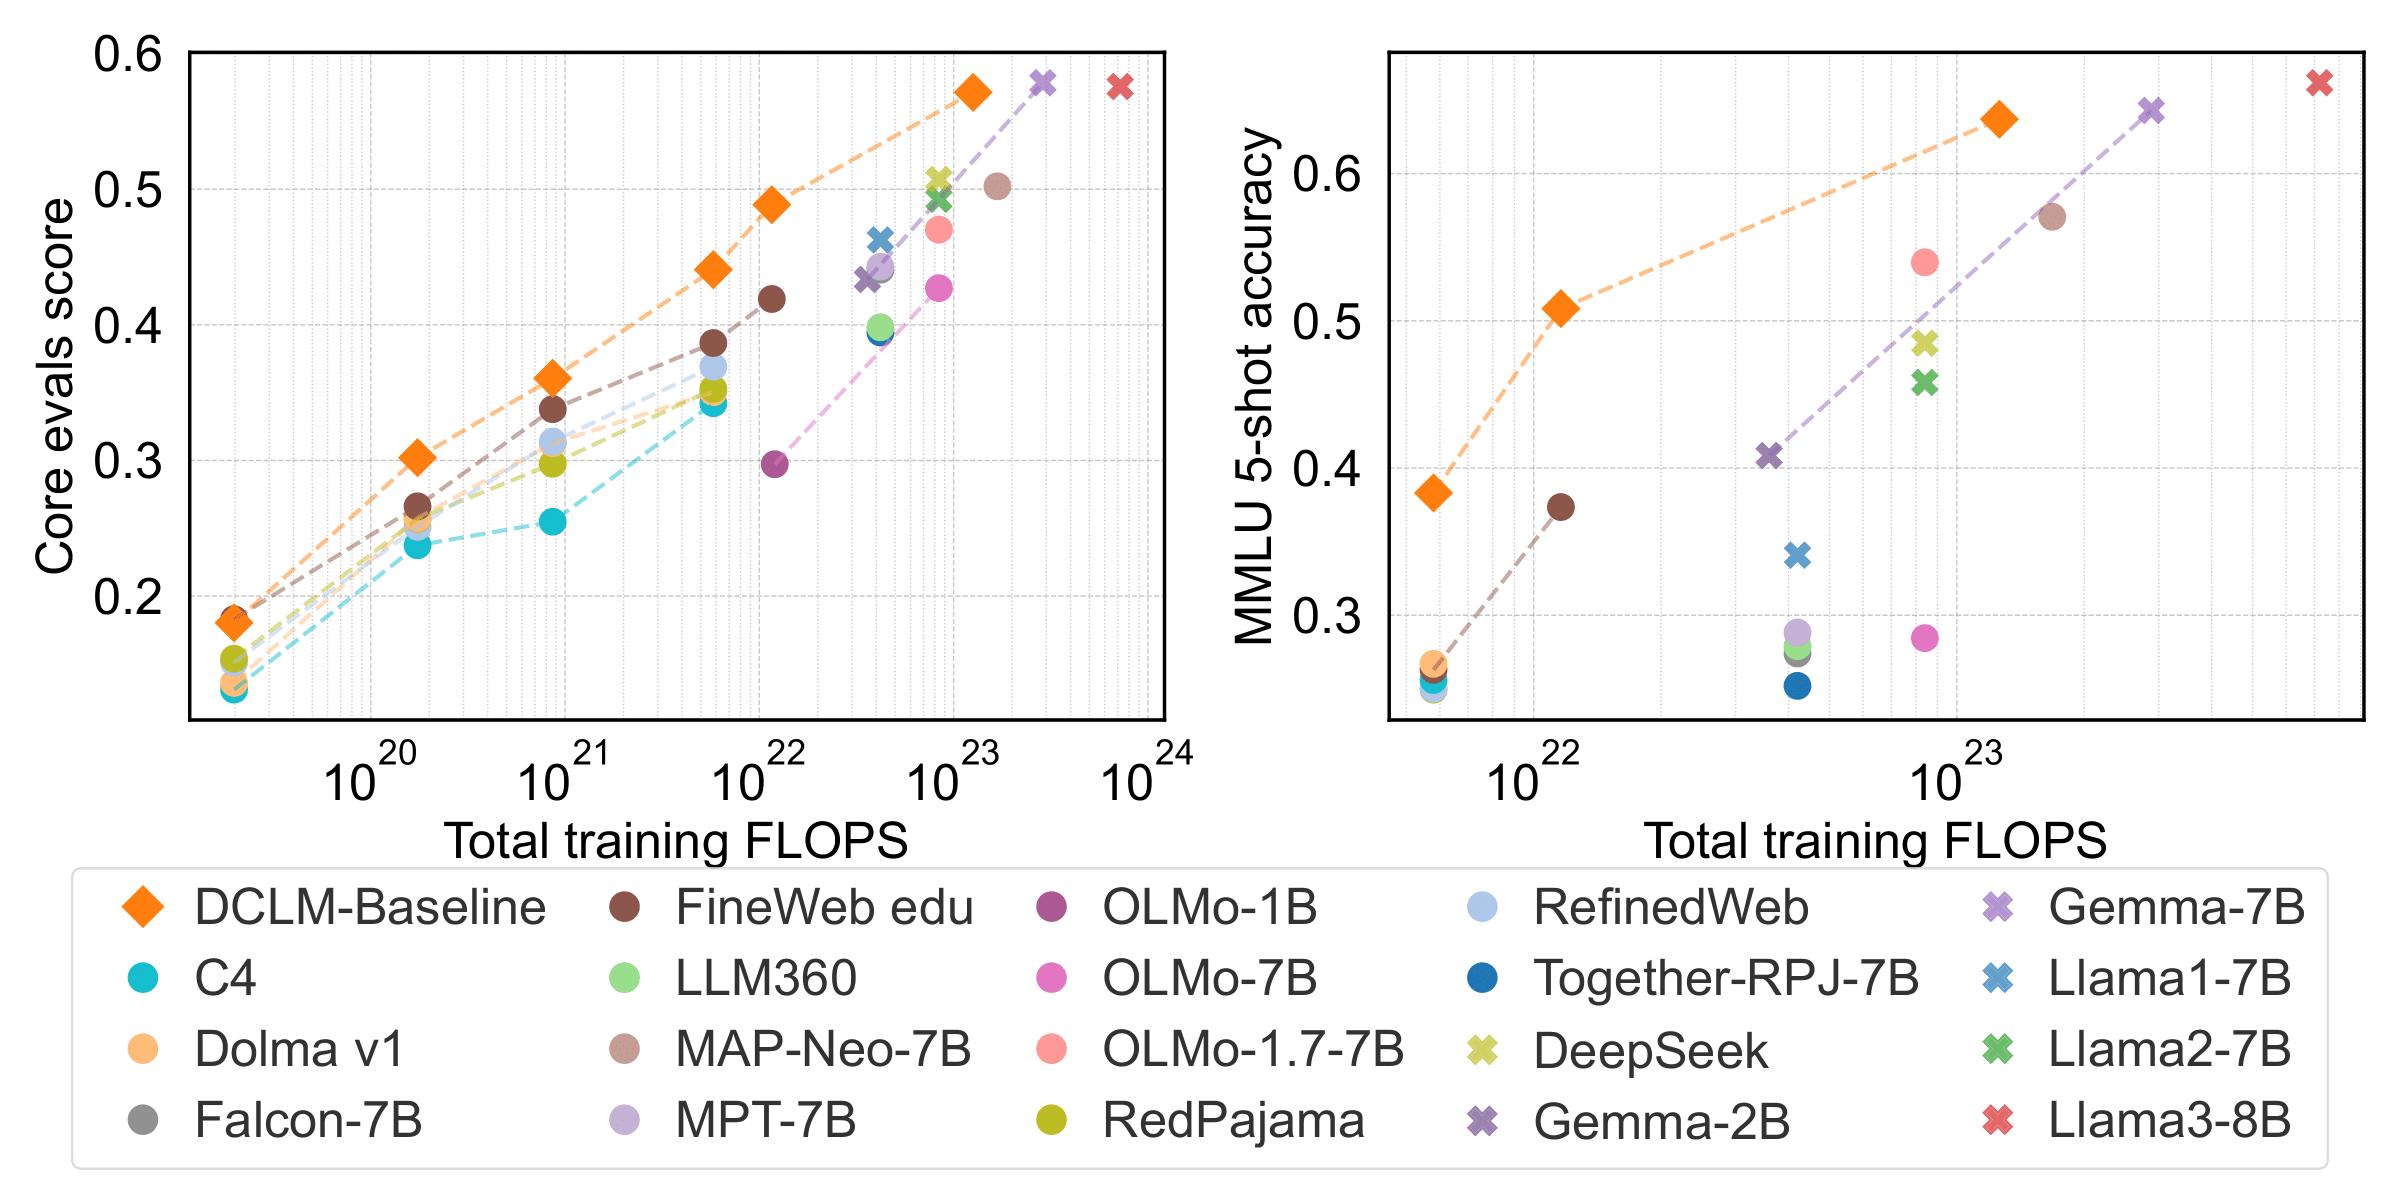 0.6
0.5
0.4
0.3
0.2
Core evals score
10^20
10^21
10^22
10^23
10^24
Total training FLOPS
0.6
0.5
0.4
0.3
MMLU 5-shot accuracy
10^22
10^23
Total training FLOPS
DCLM-Baseline
C4
Dolma v1
Falcon-7B
FineWeb edu
LLM360
MAP-Neo-7B
MPT-7B
OLMo-1B
OLMo-7B
OLMo-1.7-7B
RedPajama
RefinedWeb
Together-RPJ-7B
DeepSeek
Gemma-2B
Gemma-7B
Llama1-7B
Llama2-7B
Llama3-8B